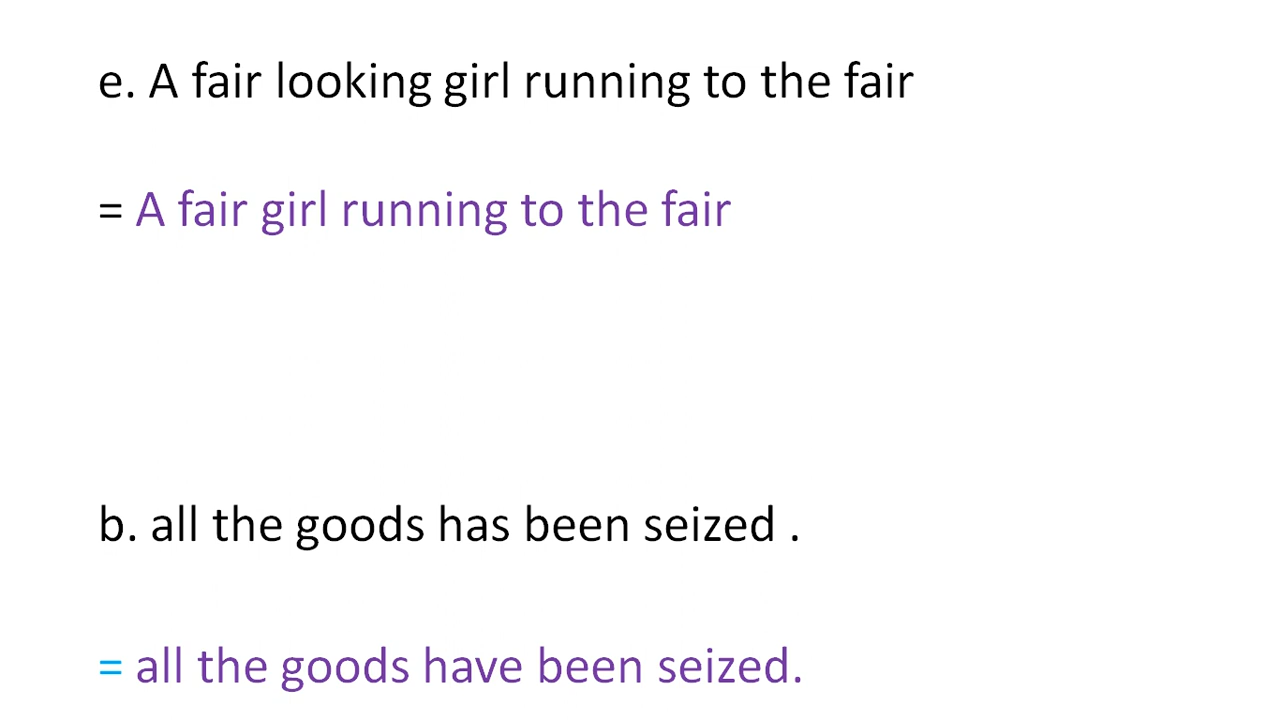 e. A fair looking girl running to the fair
= A fair girl running to the fair
b. all the goods has been seized .
= all the goods have been seized.